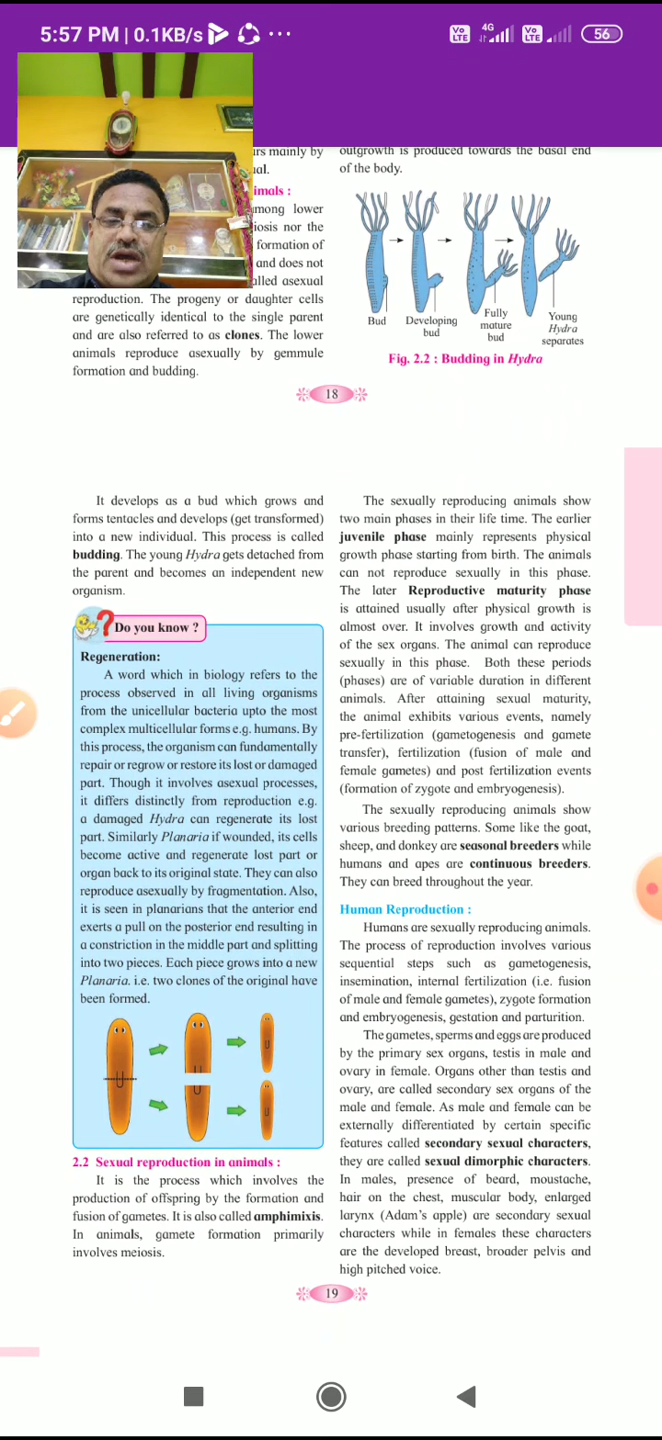 5:57 PM | 0.1KB/s ···
Vo LTE 4G Vo LTE 56
urs mainly by
ual.
imals :
among lower
iosis nor the
formation of
and does not
alled asexual
reproduction. The progeny or daughter cells
are genetically identical to the single parent
and are also referred to as clones. The lower
animals reproduce asexually by gemmule
formation and budding.
outgrowth is produced towards the basal end
of the body.
Bud
Developing
bud
Fully
mature
bud
Young
Hydra
separates
Fig. 2.2 : Budding in Hydra
18
It develops as a bud which grows and
forms tentacles and develops (get transformed)
into a new individual. This process is called
budding. The young Hydra gets detached from
the parent and becomes an independent new
organism.
? Do you know ?
Regeneration:
A word which in biology refers to the
process observed in all living organisms
from the unicellular bacteria upto the most
complex multicellular forms e.g. humans. By
this process, the organism can fundamentally
repair or regrow or restore its lost or damaged
part. Though it involves asexual processes,
it differs distinctly from reproduction e.g.
a damaged Hydra can regenerate its lost
part. Similarly Planaria if wounded, its cells
become active and regenerate lost part or
organ back to its original state. They can also
reproduce asexually by fragmentation. Also,
it is seen in planarians that the anterior end
exerts a pull on the posterior end resulting in
a constriction in the middle part and splitting
into two pieces. Each piece grows into a new
Planaria. i.e. two clones of the original have
been formed.
2.2 Sexual reproduction in animals :
It is the process which involves the
production of offspring by the formation and
fusion of gametes. It is also called amphimixis.
In animals, gamete formation primarily
involves meiosis.
The sexually reproducing animals show
two main phases in their life time. The earlier
juvenile phase mainly represents physical
growth phase starting from birth. The animals
can not reproduce sexually in this phase.
The later Reproductive maturity phase
is attained usually after physical growth is
almost over. It involves growth and activity
of the sex organs. The animal can reproduce
sexually in this phase. Both these periods
(phases) are of variable duration in different
animals. After attaining sexual maturity,
the animal exhibits various events, namely
pre-fertilization (gametogenesis and gamete
transfer), fertilization (fusion of male and
female gametes) and post fertilization events
(formation of zygote and embryogenesis).
The sexually reproducing animals show
various breeding patterns. Some like the goat,
sheep, and donkey are seasonal breeders while
humans and apes are continuous breeders.
They can breed throughout the year.
Human Reproduction :
Humans are sexually reproducing animals.
The process of reproduction involves various
sequential steps such as gametogenesis,
insemination, internal fertilization (i.e. fusion
of male and female gametes), zygote formation
and embryogenesis, gestation and parturition.
The gametes, sperms and eggs are produced
by the primary sex organs, testis in male and
ovary in female. Organs other than testis and
ovary, are called secondary sex organs of the
male and female. As male and female can be
externally differentiated by certain specific
features called secondary sexual characters,
they are called sexual dimorphic characters.
In males, presence of beard, moustache,
hair on the chest, muscular body, enlarged
larynx (Adam's apple) are secondary sexual
characters while in females these characters
are the developed breast, broader pelvis and
high pitched voice.
19